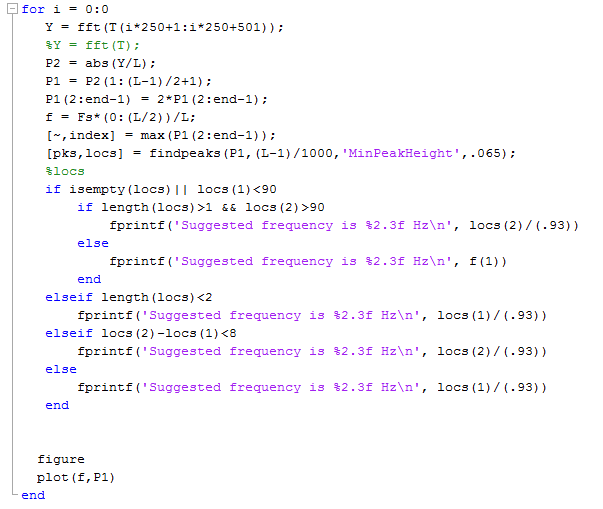 for i = 0:0
Y = fft(T(i*250+1:i*250+501));
%Y = fft(T);
P2 = abs(Y/L);
P1 = P2(1:(L-1)/2+1);
P1(2:end-1) = 2*P1(2:end-1);
f = Fs*(0:(L/2))/L;
[~,index] = max(P1(2:end-1));
[pks,locs] = findpeaks(P1,(L-1)/1000,'MinPeakHeight',.065);
%locs
if isempty(locs)|| locs(1)<90
if length(locs)>1 && locs(2)>90
fprintf('Suggested frequency is %2.3f Hz\n', locs(2)/(.93))
else
fprintf('Suggested frequency is %2.3f Hz\n', f(1))
end
elseif length(locs)<2
fprintf('Suggested frequency is %2.3f Hz\n', locs(1)/(.93))
elseif locs(2)-locs(1)<8
fprintf('Suggested frequency is %2.3f Hz\n', locs(2)/(.93))
else
fprintf('Suggested frequency is %2.3f Hz\n', locs(1)/(.93))
end
figure
plot(f,P1)
end